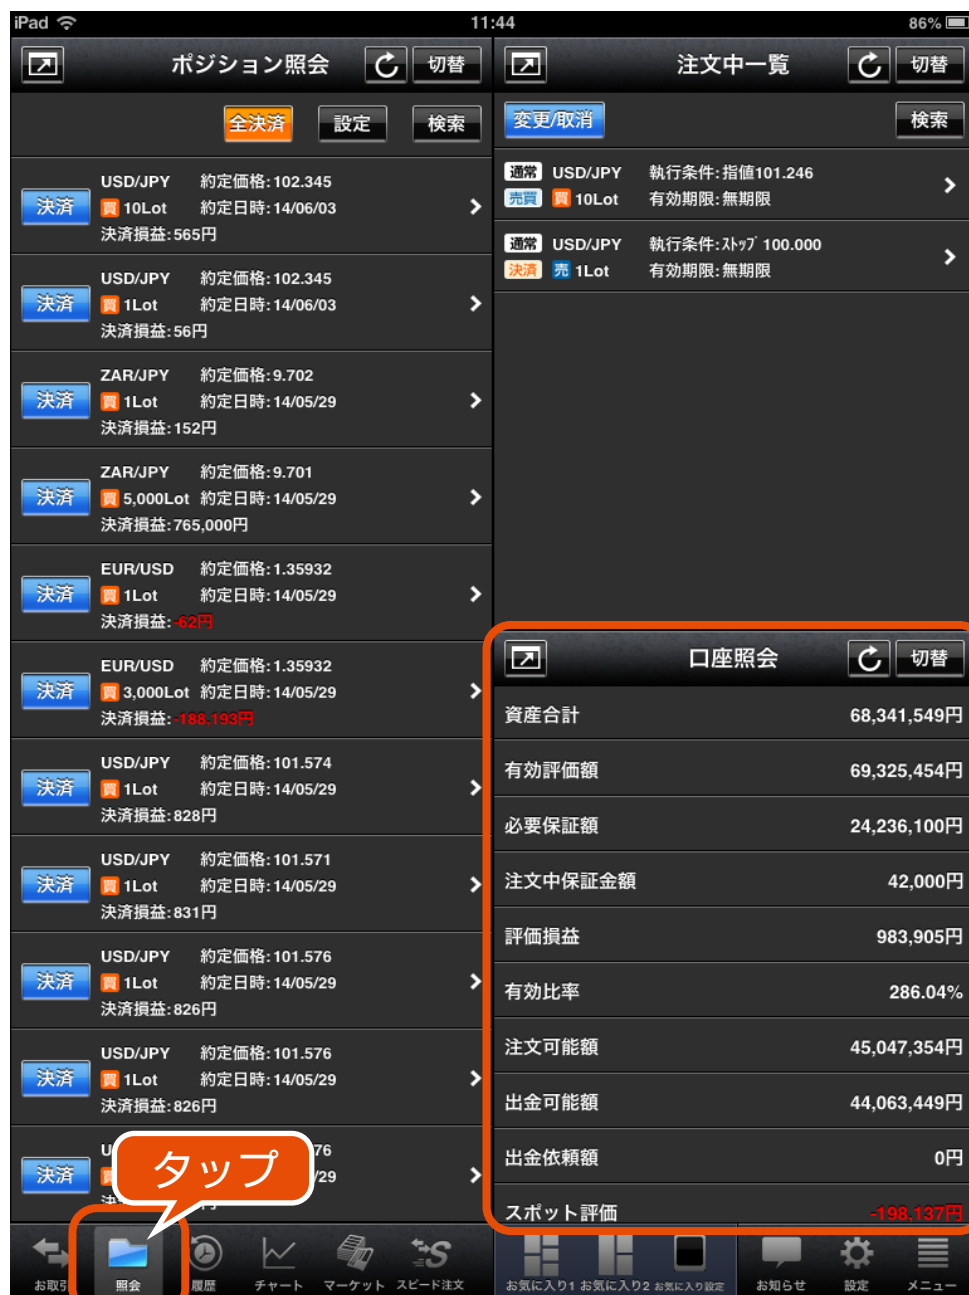 iPad 11:44 86%
ポジション照会 切替
全決済 設定 検索
USD/JPY 約定価格:102.345
決済 買 10Lot 約定日時:14/06/03
決済損益:565円
USD/JPY 約定価格:102.345
決済 買 1Lot 約定日時:14/06/03
決済損益:56円
ZAR/JPY 約定価格:9.702
決済 買 1Lot 約定日時:14/05/29
決済損益:152円
ZAR/JPY 約定価格:9.701
決済 買 5,000Lot 約定日時:14/05/29
決済損益:765,000円
EUR/USD 約定価格:1.35932
決済 買 1Lot 約定日時:14/05/29
決済損益:-62円
EUR/USD 約定価格:1.35932
決済 買 3,000Lot 約定日時:14/05/29
決済損益:-188,193円
USD/JPY 約定価格:101.574
決済 買 1Lot 約定日時:14/05/29
決済損益:828円
USD/JPY 約定価格:101.571
決済 買 1Lot 約定日時:14/05/29
決済損益:831円
USD/JPY 約定価格:101.576
決済 買 1Lot 約定日時:14/05/29
決済損益:826円
USD/JPY 約定価格:101.576
決済 買 1Lot 約定日時:14/05/29
決済損益:826円
76
決済 /29
タップ
注文中一覧 切替
変更/取消 検索
通常 USD/JPY 執行条件:指値101.246
売買 買 10Lot 有効期限:無期限
通常 USD/JPY 執行条件:ストップ 100.000
決済 売 1Lot 有効期限:無期限
口座照会 切替
資産合計 68,341,549円
有効評価額 69,325,454円
必要保証額 24,236,100円
注文中保証金額 42,000円
評価損益 983,905円
有効比率 286.04%
注文可能額 45,047,354円
出金可能額 44,063,449円
出金依頼額 0円
スポット評価 -198,137円
お取引 照会 履歴 チャート マーケット スピード注文 お気に入り1 お気に入り2 お気に入り設定 お知らせ 設定 メニュー